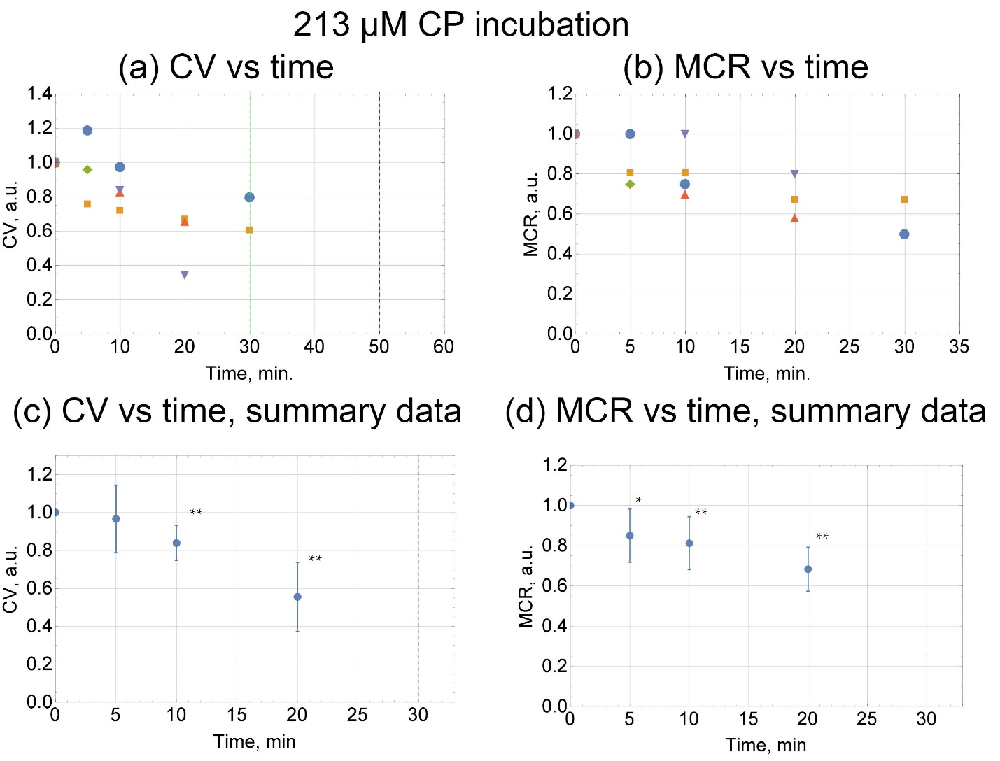 213 µM CP incubation
(a) CV vs time
(b) MCR vs time
CV, a.u.
1.4
1.2
1.0
0.8
0.6
0.4
0.2
0.0
0 10 20 30 40 50 60
Time, min.
MCR, a.u.
1.2
1.0
0.8
0.6
0.4
0.2
0.0
0 5 10 15 20 25 30 35
Time, min.
(c) CV vs time, summary data
(d) MCR vs time, summary data
CV, a.u.
1.2
1.0
0.8
0.6
0.4
0.2
0.0
**
**
0 5 10 15 20 25 30
Time, min
MCR, a.u.
1.2
1.0
0.8
0.6
0.4
0.2
0.0
*
**
**
0 5 10 15 20 25 30
Time, min